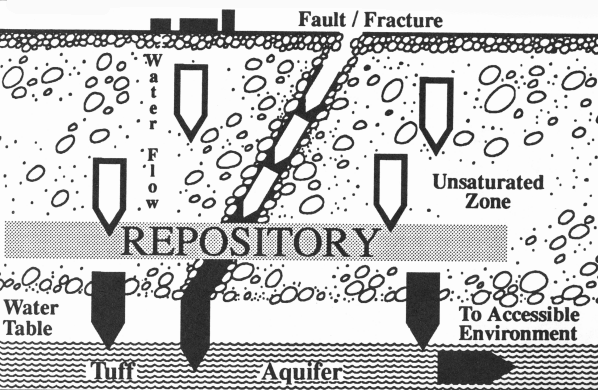 Fault / Fracture
Water Flow
Unsaturated
Zone
REPOSITORY
Water
Table
To Accessible
Environment
Tuff
Aquifer